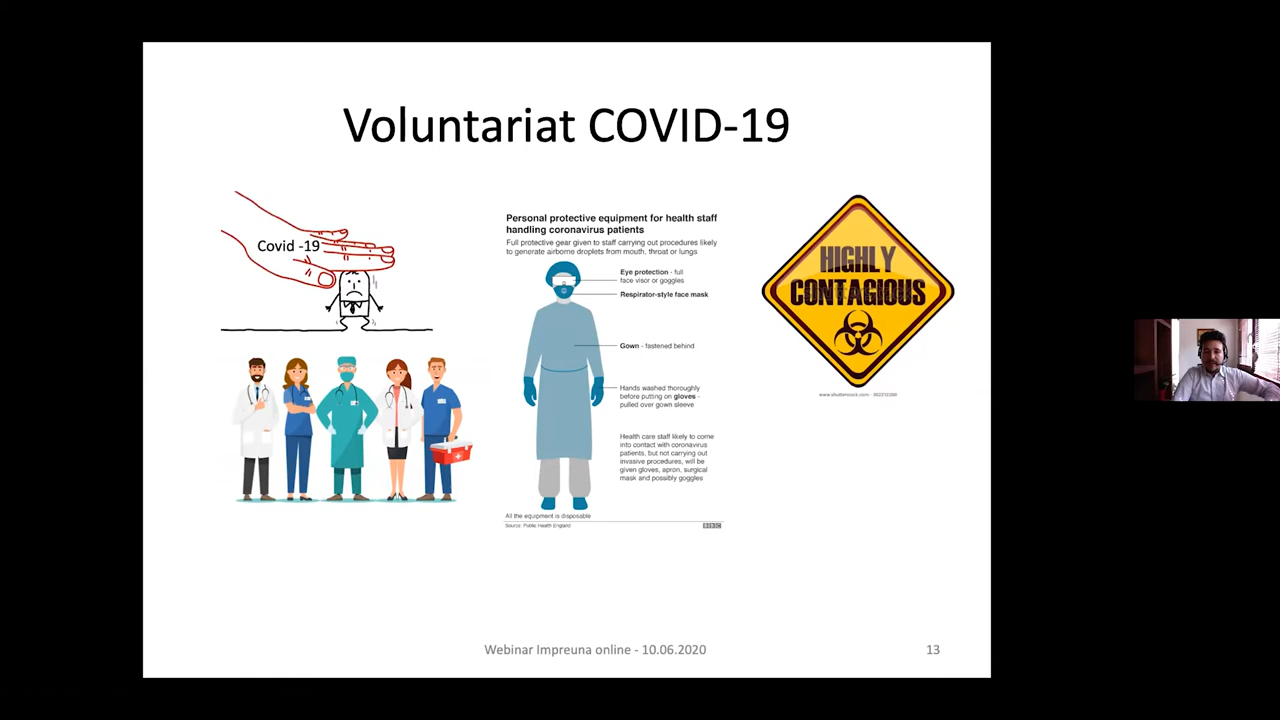 Voluntariat COVID-19
Covid -19
Personal protective equipment for health staff
handling coronavirus patients
Full protective gear given to staff carrying out procedures likely
to generate airborne droplets from mouth, throat or lungs
Eye protection - full
face visor or goggles
Respirator-style face mask
Gown - fastened behind
Hands washed thoroughly
before putting on gloves -
pulled over gown sleeve
Health care staff likely to come
into contact with coronavirus
patients, but not carrying out
invasive procedures, will be
given gloves, apron, surgical
mask and possibly goggles
All the equipment is disposable
Source: Public Health England
BBC
HIGHLY
CONTAGIOUS
www.shutterstock.com
Webinar Impreuna online - 10.06.2020
13